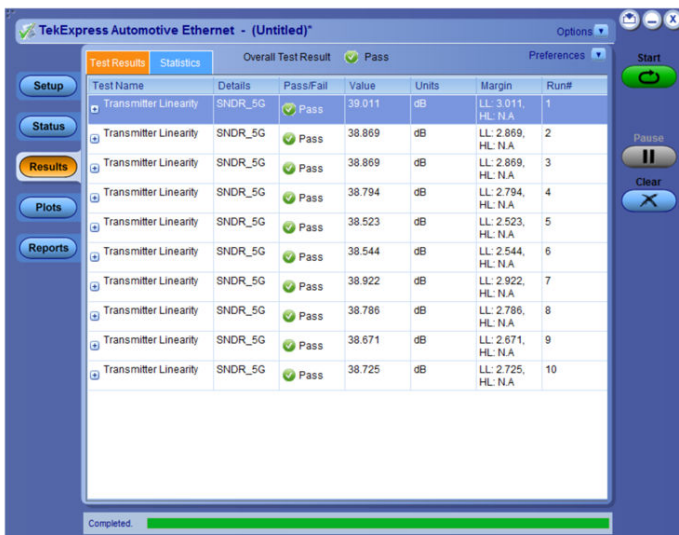 TekExpress Automotive Ethernet - (Untitled)*
Options
Test Results Statistics Overall Test Result Pass Preferences
Start
Setup
Status
Results
Plots
Reports
Pause
Clear
Test Name Details Pass/Fail Value Units Margin Run#
Transmitter Linearity SNDR_5G Pass 39.011 dB LL: 3.011, 1
HL: N.A
Transmitter Linearity SNDR_5G Pass 38.869 dB LL: 2.869, 2
HL: N.A
Transmitter Linearity SNDR_5G Pass 38.869 dB LL: 2.869, 3
HL: N.A
Transmitter Linearity SNDR_5G Pass 38.794 dB LL: 2.794, 4
HL: N.A
Transmitter Linearity SNDR_5G Pass 38.523 dB LL: 2.523, 5
HL: N.A
Transmitter Linearity SNDR_5G Pass 38.544 dB LL: 2.544, 6
HL: N.A
Transmitter Linearity SNDR_5G Pass 38.922 dB LL: 2.922, 7
HL: N.A
Transmitter Linearity SNDR_5G Pass 38.786 dB LL: 2.786, 8
HL: N.A
Transmitter Linearity SNDR_5G Pass 38.671 dB LL: 2.671, 9
HL: N.A
Transmitter Linearity SNDR_5G Pass 38.725 dB LL: 2.725, 10
HL: N.A
Completed.